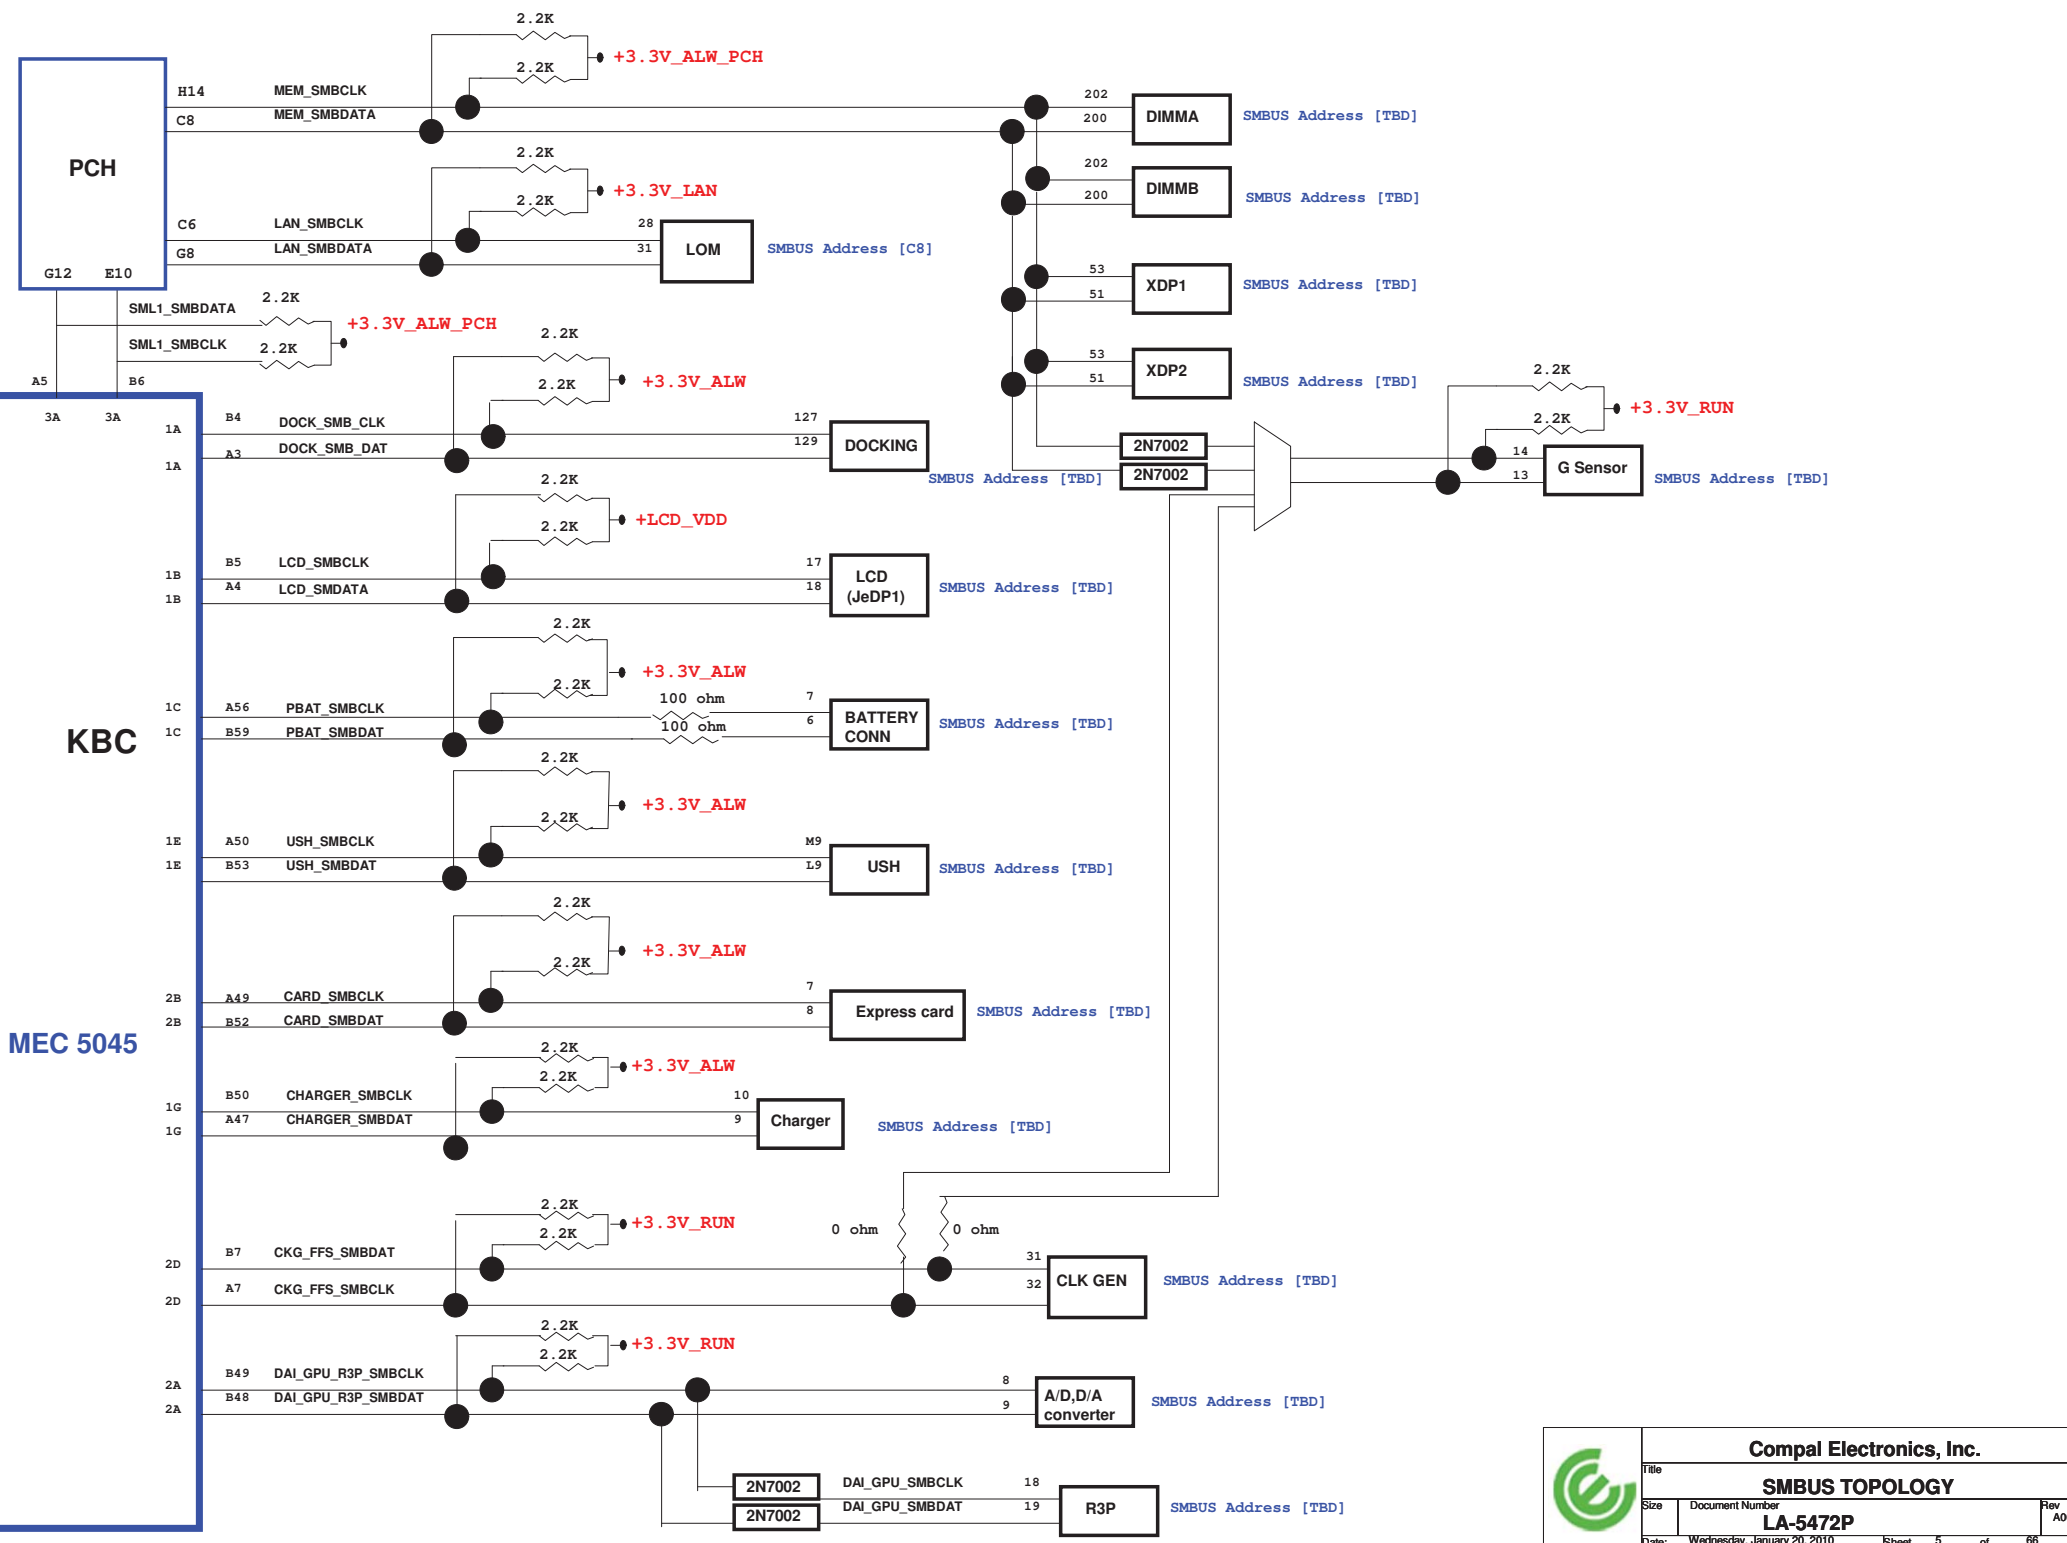 2.2K
+3.3V_ALW_PCH
2.2K
PCH
H14 MEM_SMBCLK
C8 MEM_SMBDATA
202
200
DIMMA
SMBUS Address [TBD]
2.2K
+3.3V_LAN
2.2K
202
200
DIMMB
SMBUS Address [TBD]
C6 LAN_SMBCLK
G8 LAN_SMBDATA
28
31
LOM
SMBUS Address [C8]
G12 E10
53
51
XDP1
SMBUS Address [TBD]
SML1_SMBDATA
2.2K
+3.3V_ALW_PCH
SML1_SMBCLK
2.2K
53
51
XDP2
SMBUS Address [TBD]
A5 B6
3A 3A
2.2K
+3.3V_ALW
2.2K
1A B4 DOCK_SMB_CLK
1A A3 DOCK_SMB_DAT
127
129
DOCKING
SMBUS Address [TBD]
2N7002
2N7002
2.2K
+3.3V_RUN
2.2K
14
13
G Sensor
SMBUS Address [TBD]
2.2K
+LCD_VDD
2.2K
1B B5 LCD_SMBCLK
1B A4 LCD_SMDATA
17
18
LCD
(JeDP1)
SMBUS Address [TBD]
2.2K
+3.3V_ALW
2.2K
KBC
1C A56 PBAT_SMBCLK
1C B59 PBAT_SMBDAT
100 ohm
100 ohm
7
6
BATTERY
CONN
SMBUS Address [TBD]
2.2K
+3.3V_ALW
2.2K
1E A50 USH_SMBCLK
1E B53 USH_SMBDAT
M9
L9
USH
SMBUS Address [TBD]
2.2K
+3.3V_ALW
2.2K
2B A49 CARD_SMBCLK
2B B52 CARD_SMBDAT
7
8
Express card
SMBUS Address [TBD]
MEC 5045
2.2K
+3.3V_ALW
2.2K
1G B50 CHARGER_SMBCLK
1G A47 CHARGER_SMBDAT
10
9
Charger
SMBUS Address [TBD]
2.2K
+3.3V_RUN
2.2K
0 ohm
0 ohm
2D B7 CKG_FFS_SMBDAT
2D A7 CKG_FFS_SMBCLK
31
32
CLK GEN
SMBUS Address [TBD]
2.2K
+3.3V_RUN
2.2K
2A B49 DAI_GPU_R3P_SMBCLK
2A B48 DAI_GPU_R3P_SMBDAT
8
9
A/D,D/A
converter
SMBUS Address [TBD]
2N7002
2N7002
DAI_GPU_SMBCLK 18
DAI_GPU_SMBDAT 19
R3P
SMBUS Address [TBD]
Compal Electronics, Inc.
Title
SMBUS TOPOLOGY
Size Document Number Rev
LA-5472P
A0
Date: Wednesday, January 20, 2010 Sheet 5 of 66